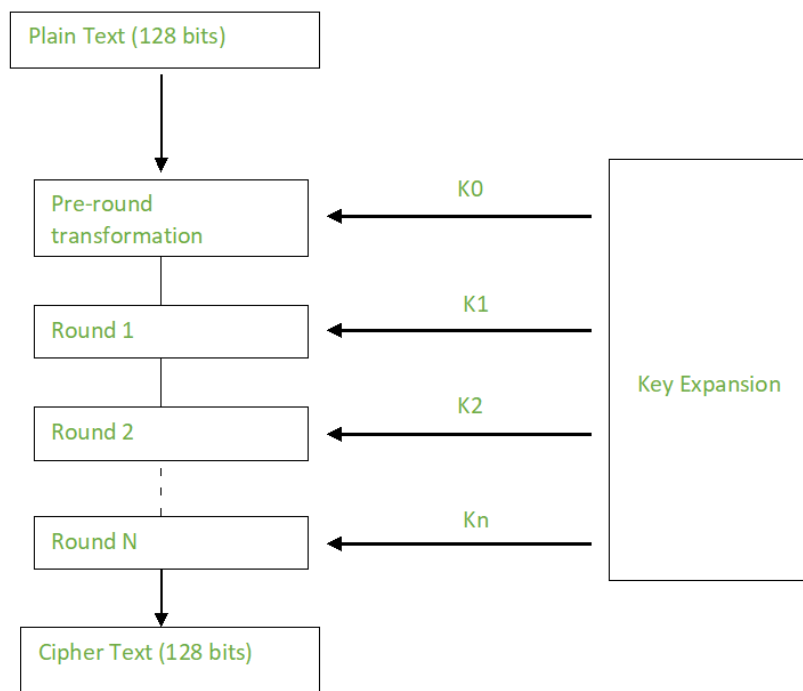 Plain Text (128 bits)
Pre-round
transformation
K0
Round 1
K1
Round 2
K2
Key Expansion
Round N
Kn
Cipher Text (128 bits)